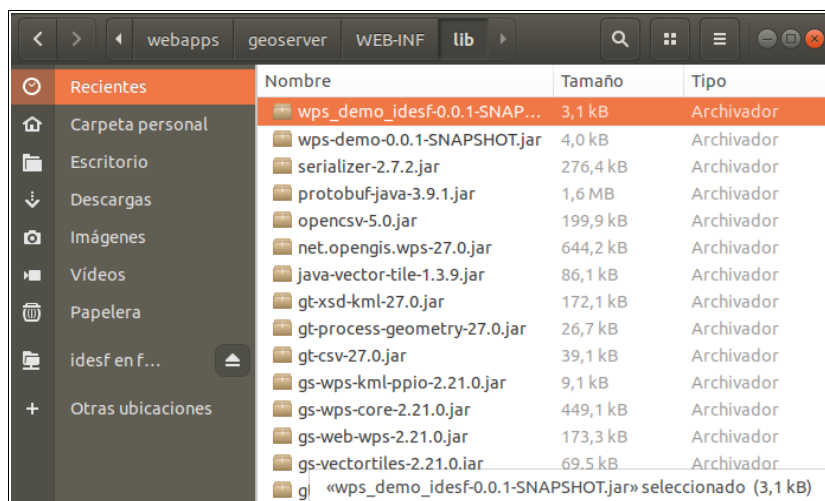 webapps geoserver WEB-INF lib
Recientes
Carpeta personal
Escritorio
Descargas
Imágenes
Vídeos
Papelera
idesf en f...
Otras ubicaciones
Nombre Tamaño Tipo
wps_demo_idesf-0.0.1-SNAP... 3,1 kB Archivador
wps-demo-0.0.1-SNAPSHOT.jar 4,0 kB Archivador
serializer-2.7.2.jar 276,4 kB Archivador
protobuf-java-3.9.1.jar 1,6 MB Archivador
opencsv-5.0.jar 199,9 kB Archivador
net.opengis.wps-27.0.jar 644,2 kB Archivador
java-vector-tile-1.3.9.jar 86,1 kB Archivador
gt-xsd-kml-27.0.jar 172,1 kB Archivador
gt-process-geometry-27.0.jar 26,7 kB Archivador
gt-csv-27.0.jar 39,1 kB Archivador
gs-wps-kml-ppio-2.21.0.jar 9,1 kB Archivador
gs-wps-core-2.21.0.jar 449,1 kB Archivador
gs-web-wps-2.21.0.jar 173,3 kB Archivador
gs-vectortiles-2.21.0.jar 69,5 kB Archivador
«wps_demo_idesf-0.0.1-SNAPSHOT.jar» seleccionado (3,1 kB)